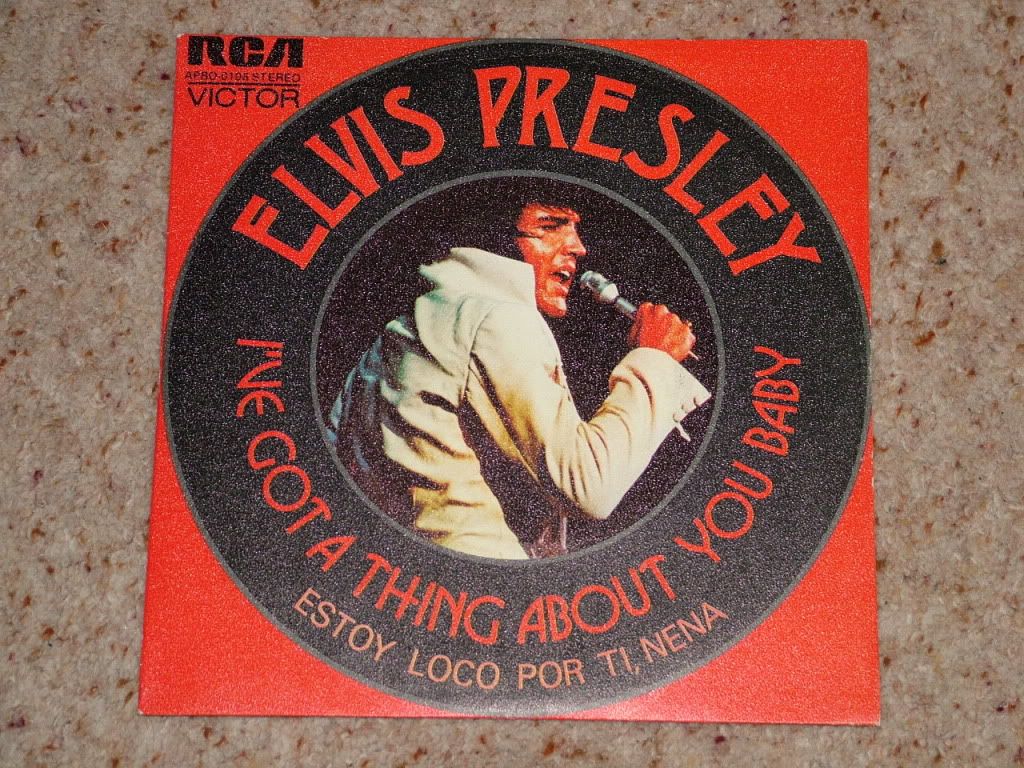 RCA
APBO-0196 STEREO
VICTOR
ELVIS PRESLEY
I'VE GOT A THING ABOUT YOU BABY
ESTOY LOCO POR TI, NENA